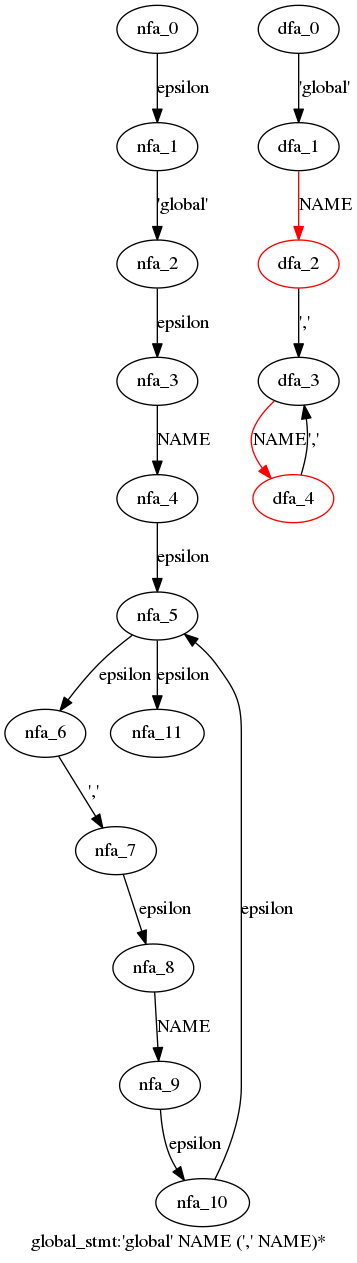 nfa_0
dfa_0
epsilon
'global'
nfa_1
dfa_1
'global'
NAME
nfa_2
dfa_2
epsilon
','
nfa_3
dfa_3
NAME
NAME
','
nfa_4
dfa_4
epsilon
nfa_5
epsilon
epsilon
nfa_6
nfa_11
','
nfa_7
epsilon
epsilon
nfa_8
NAME
nfa_9
epsilon
nfa_10
global_stmt:'global' NAME (',' NAME)*